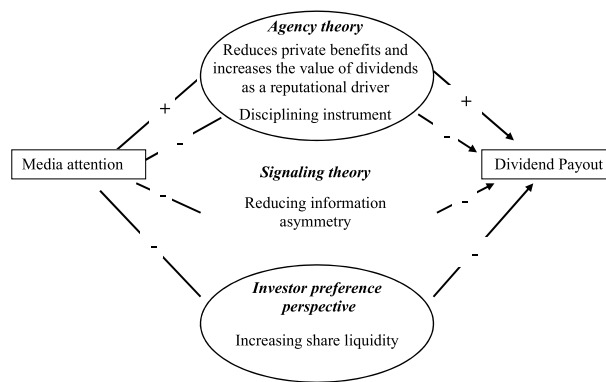 Agency theory
Reduces private benefits and
increases the value of dividends
as a reputational driver
+
+
Disciplining instrument
-
-
Media attention
Signaling theory
Dividend Payout
-
Reducing information
asymmetry
-
-
Investor preference
perspective
-
Increasing share liquidity